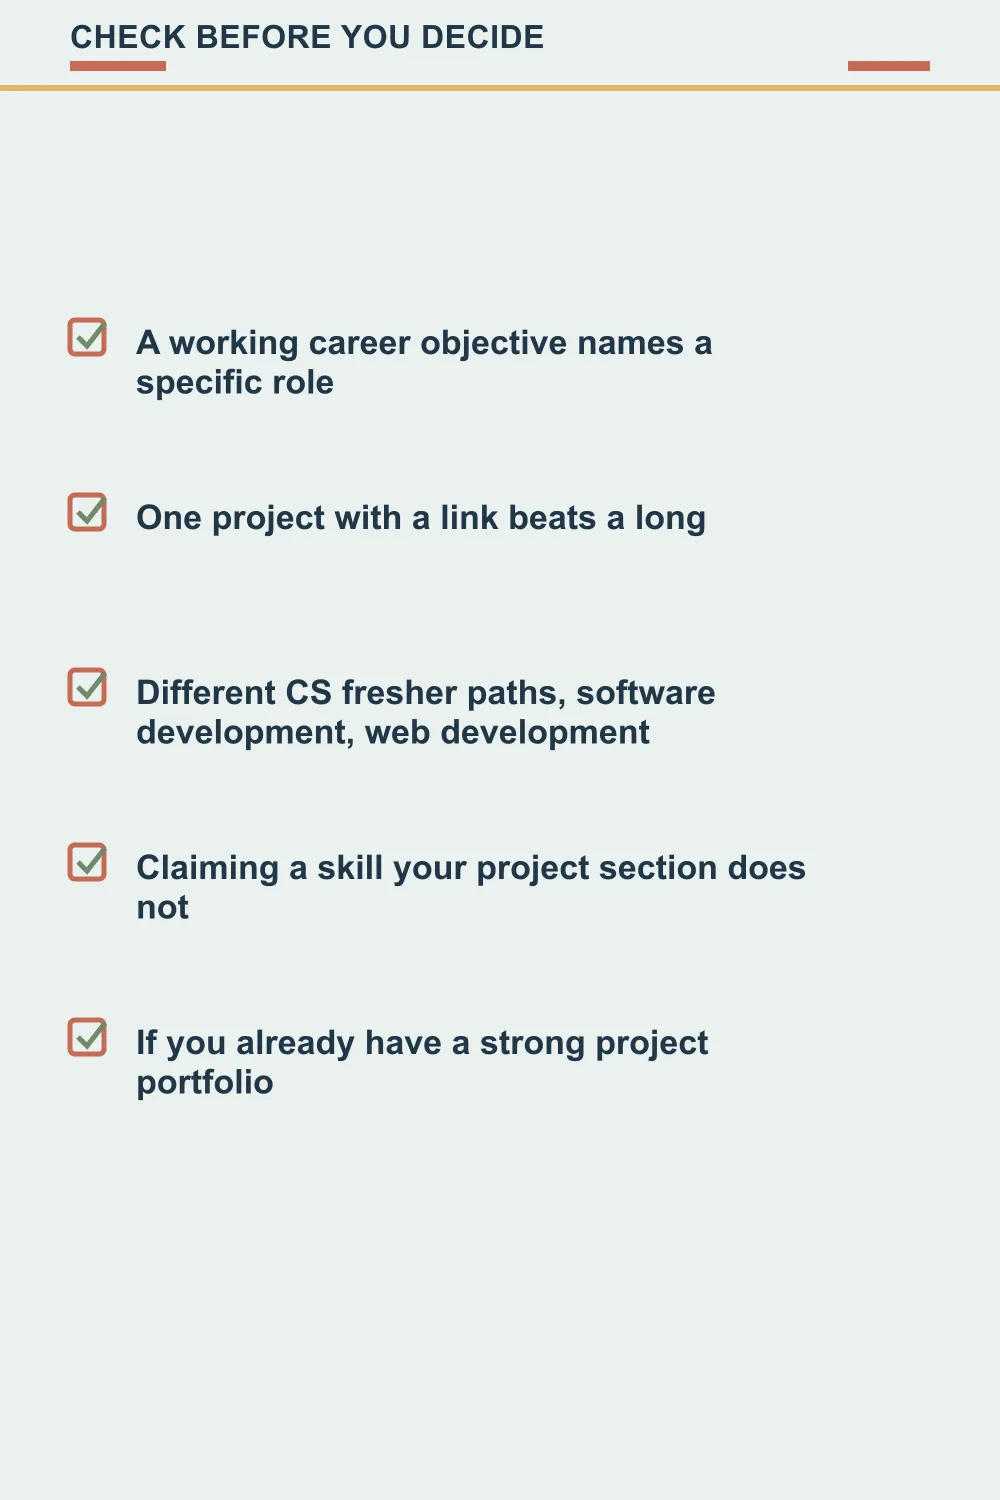 CHECK BEFORE YOU DECIDE
A working career objective names a
specific role
One project with a link beats a long
Different CS fresher paths, software
development, web development
Claiming a skill your project section does
not
If you already have a strong project
portfolio